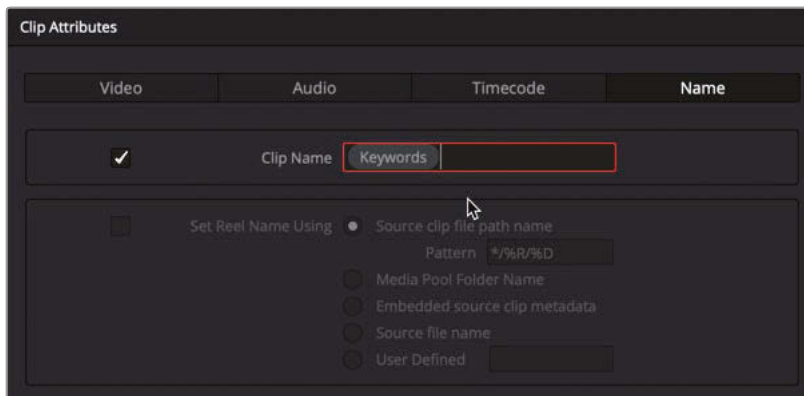 Clip Attributes
Video Audio Timecode Name
Clip Name Keywords
Set Reel Name Using Source clip file path name
Pattern */%R/%D
Media Pool Folder Name
Embedded source clip metadata
Source file name
User Defined